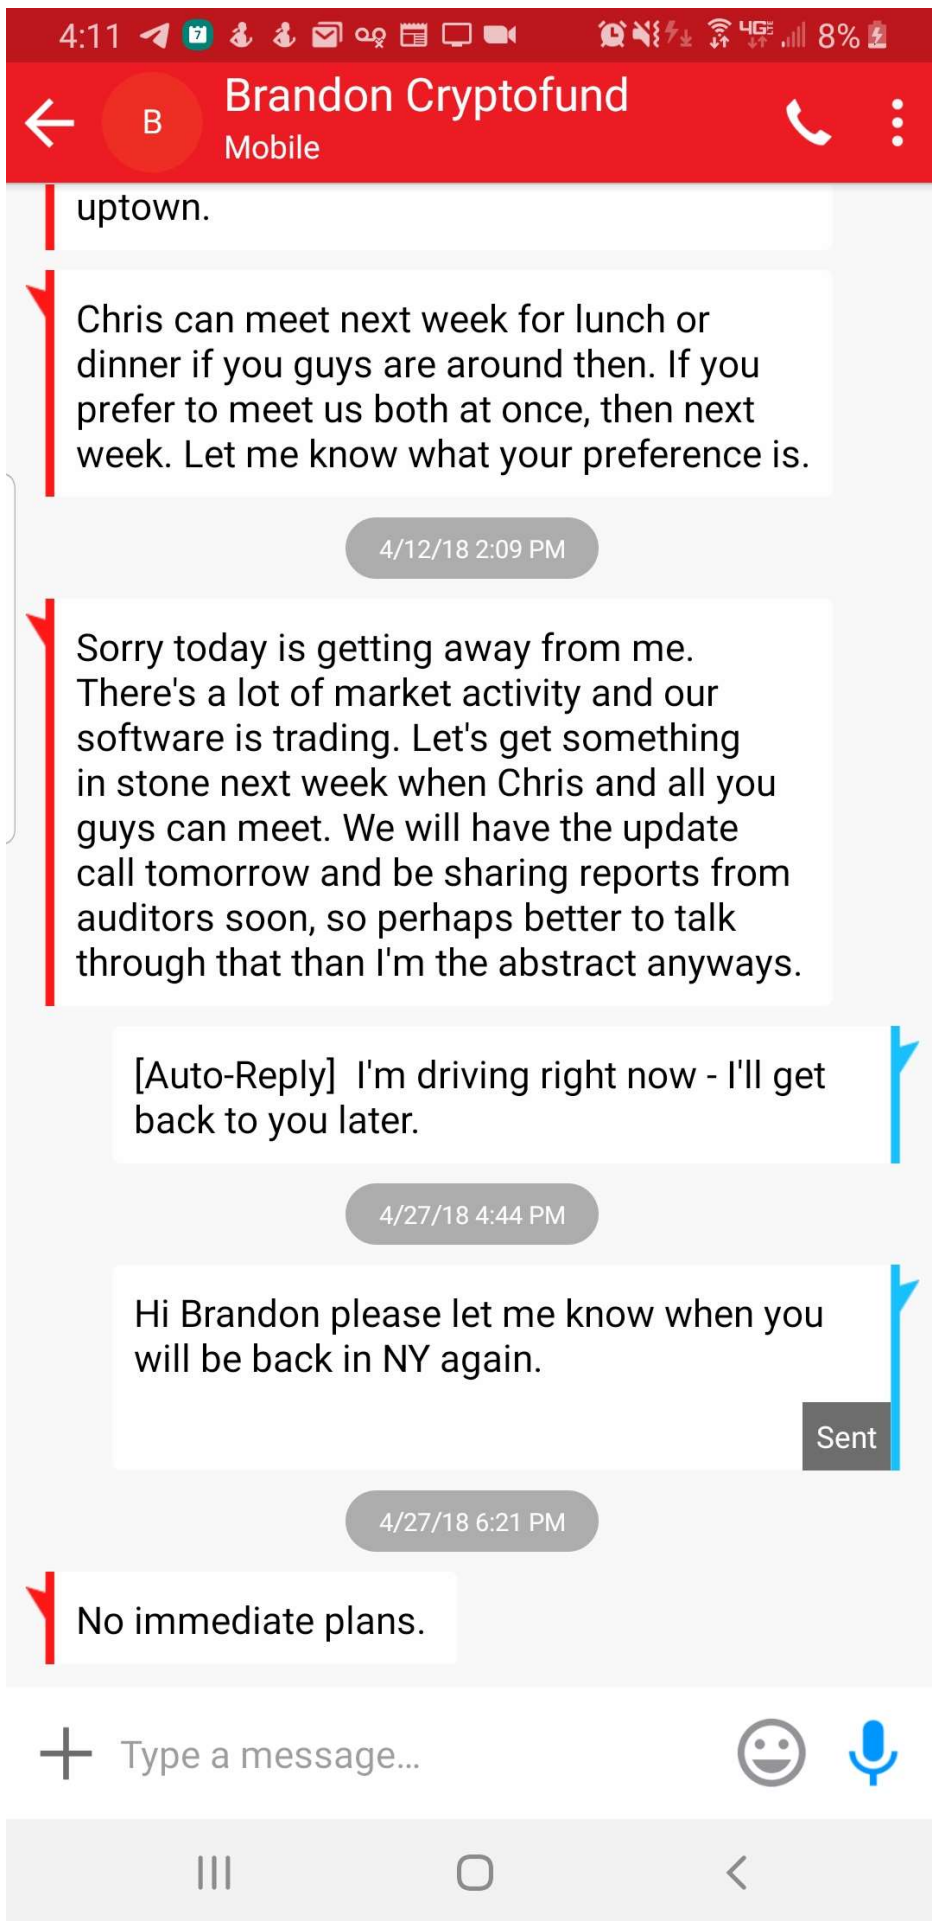 4:11 7 4GE 8%
Brandon Cryptofund
B
Mobile
uptown.
Chris can meet next week for lunch or
dinner if you guys are around then. If you
prefer to meet us both at once, then next
week. Let me know what your preference is.
4/12/18 2:09 PM
Sorry today is getting away from me.
There's a lot of market activity and our
software is trading. Let's get something
in stone next week when Chris and all you
guys can meet. We will have the update
call tomorrow and be sharing reports from
auditors soon, so perhaps better to talk
through that than I'm the abstract anyways.
[Auto-Reply]  I'm driving right now - I'll get
back to you later.
4/27/18 4:44 PM
Hi Brandon please let me know when you
will be back in NY again.
Sent
4/27/18 6:21 PM
No immediate plans.
Type a message...